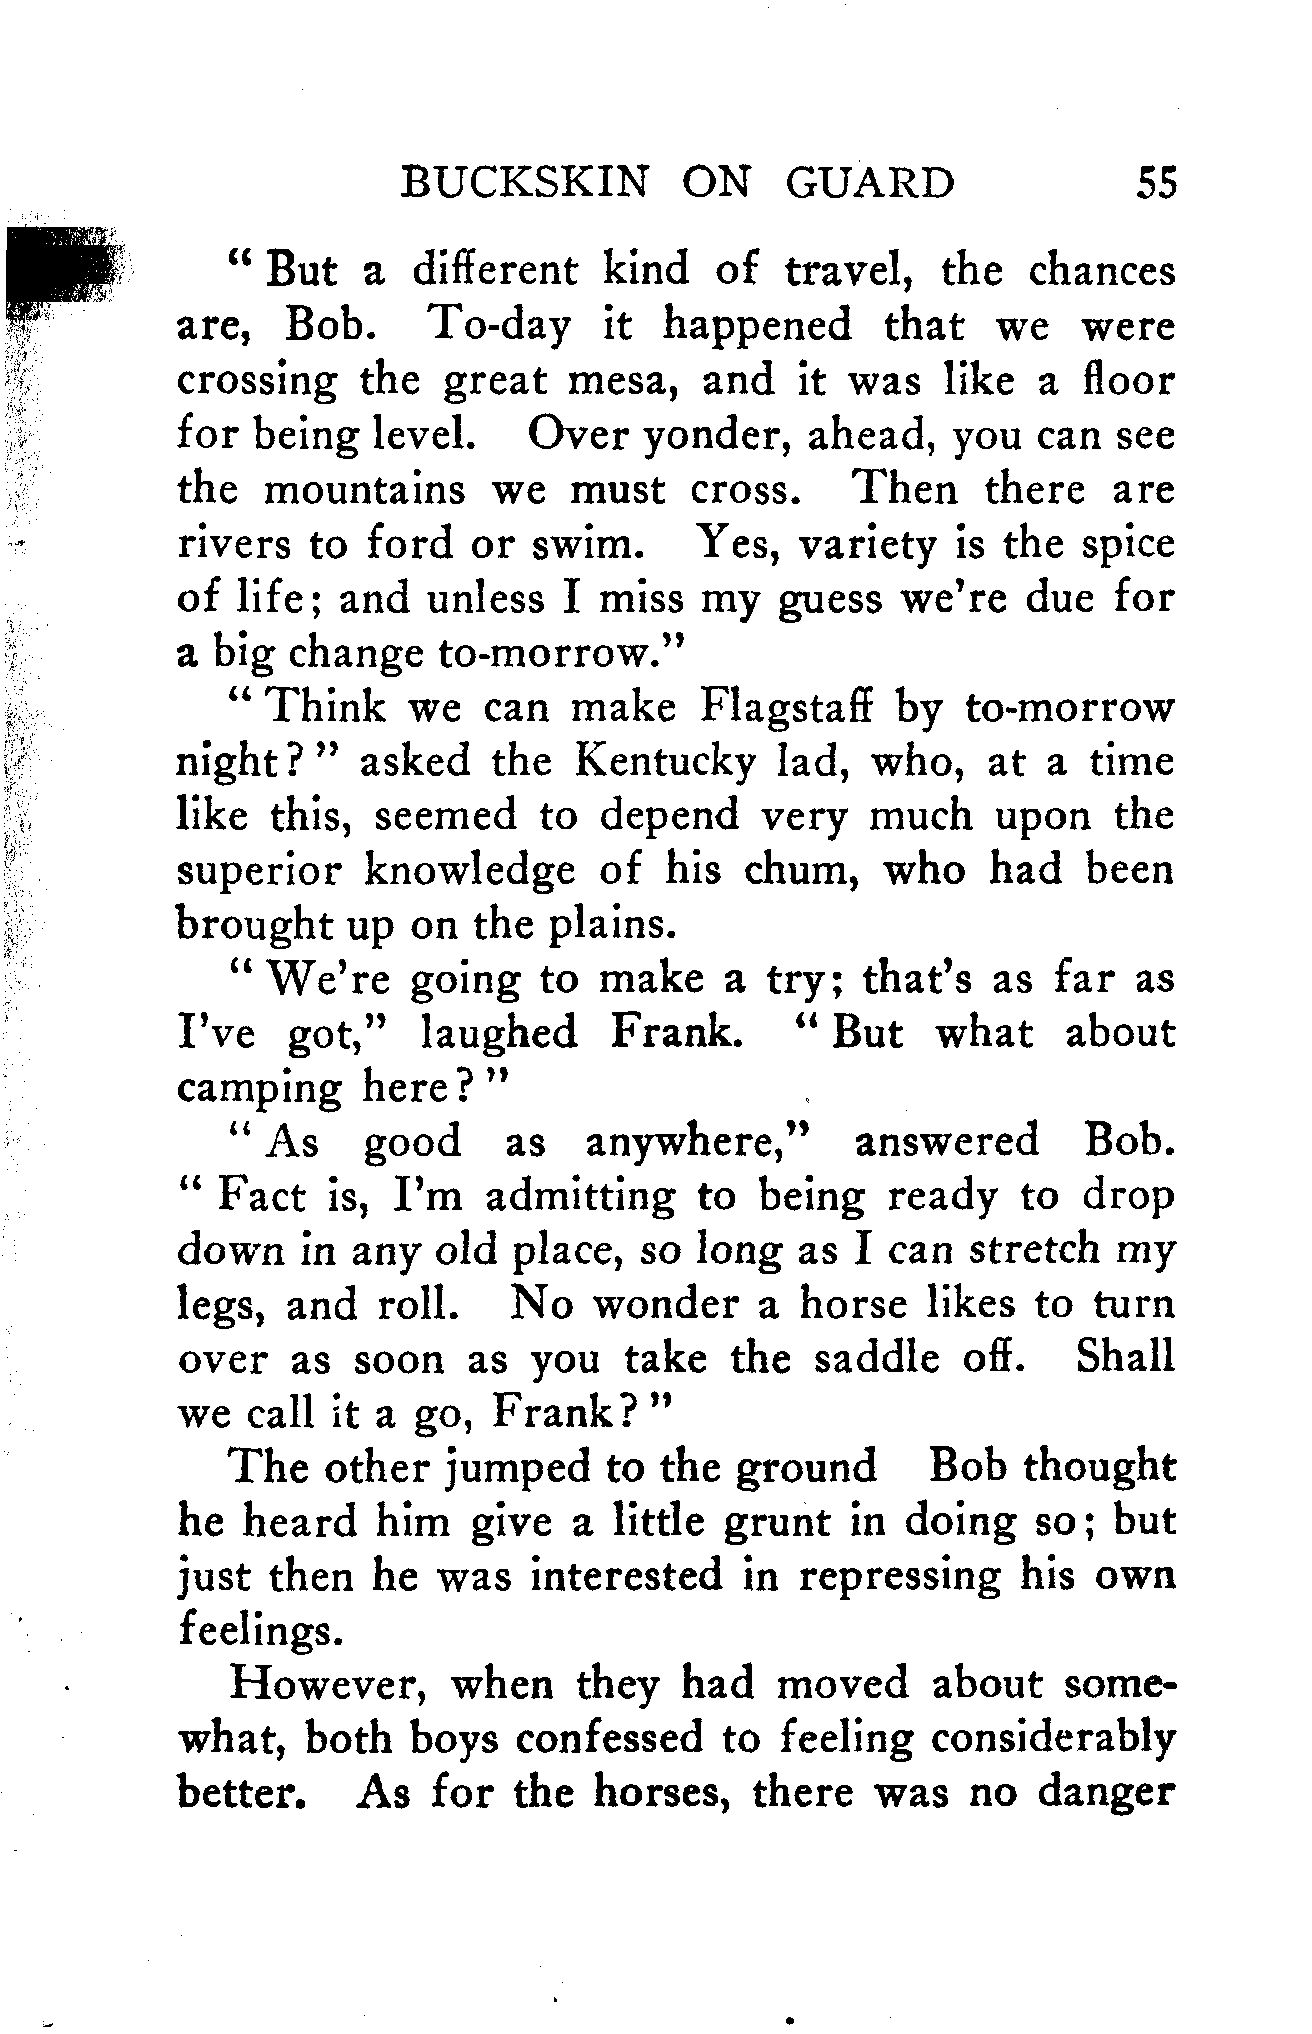 BUCKSKIN ON GUARD 55
" But a different kind of travel, the chances
are, Bob. To-day it happened that we were
crossing the great mesa, and it was like a floor
for being level. Over yonder, ahead, you can see
the mountains we must cross. Then there are
rivers to ford or swim. Yes, variety is the spice
of life; and unless I miss my guess we're due for
a big change to-morrow."
" Think we can make Flagstaff by to-morrow
night? " asked the Kentucky lad, who, at a time
like this, seemed to depend very much upon the
superior knowledge of his chum, who had been
brought up on the plains.
" We're going to make a try; that's as far as
I've got," laughed Frank. " But what about
camping here? "
" As good as anywhere," answered Bob.
" Fact is, I'm admitting to being ready to drop
down in any old place, so long as I can stretch my
legs, and roll. No wonder a horse likes to turn
over as soon as you take the saddle off. Shall
we call it a go, Frank? "
The other jumped to the ground Bob thought
he heard him give a little grunt in doing so; but
just then he was interested in repressing his own
feelings.
However, when they had moved about some-
what, both boys confessed to feeling considerably
better. As for the horses, there was no danger